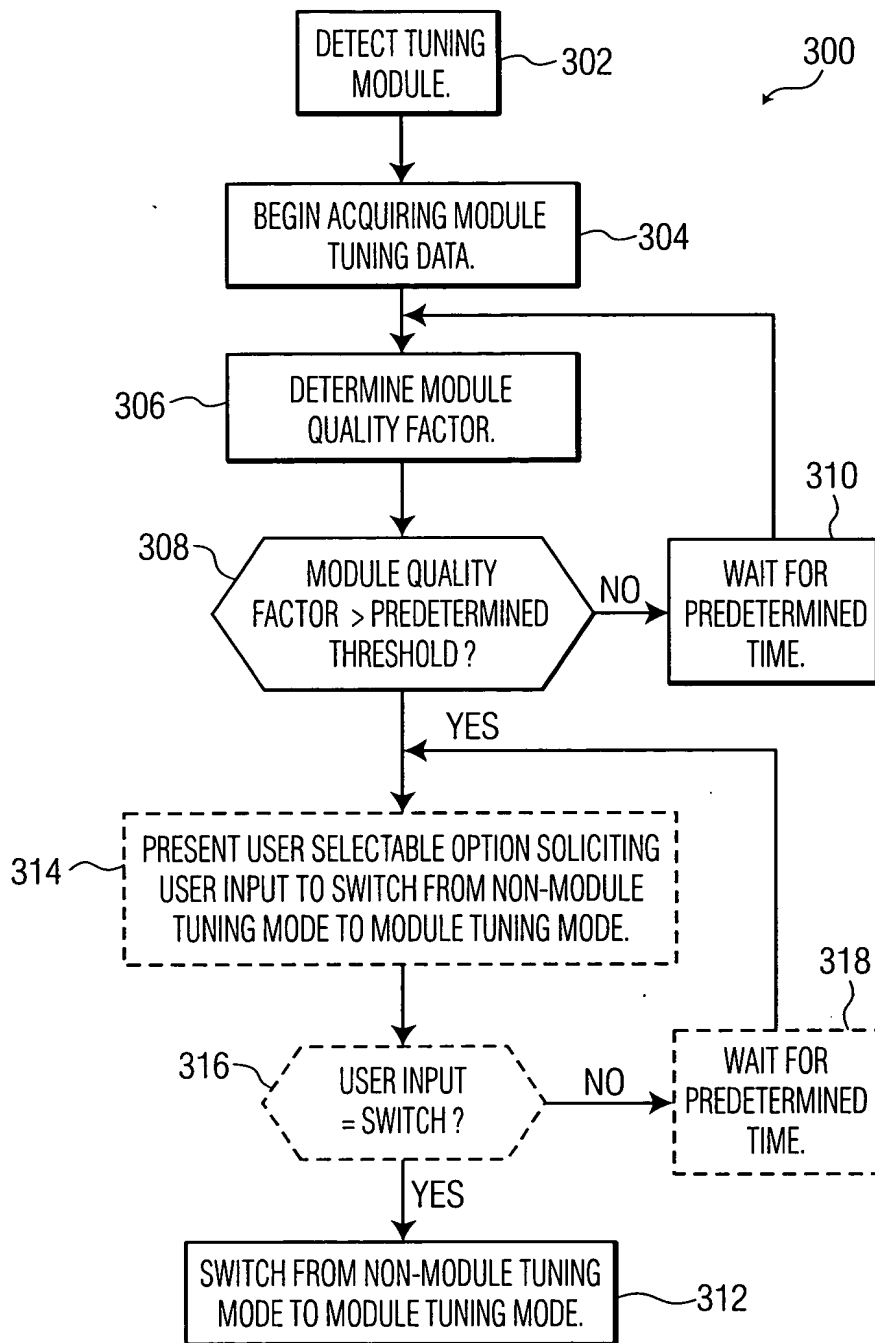 DETECT TUNING
MODULE.
302
300
BEGIN ACQUIRING MODULE
TUNING DATA.
304
306
DETERMINE MODULE
QUALITY FACTOR.
308
MODULE QUALITY
FACTOR > PREDETERMINED
THRESHOLD ?
NO
310
WAIT FOR
PREDETERMINED
TIME.
YES
314
PRESENT USER SELECTABLE OPTION SOLICITING
USER INPUT TO SWITCH FROM NON-MODULE
TUNING MODE TO MODULE TUNING MODE.
316
USER INPUT
= SWITCH ?
NO
318
WAIT FOR
PREDETERMINED
TIME.
YES
SWITCH FROM NON-MODULE TUNING
MODE TO MODULE TUNING MODE.
312